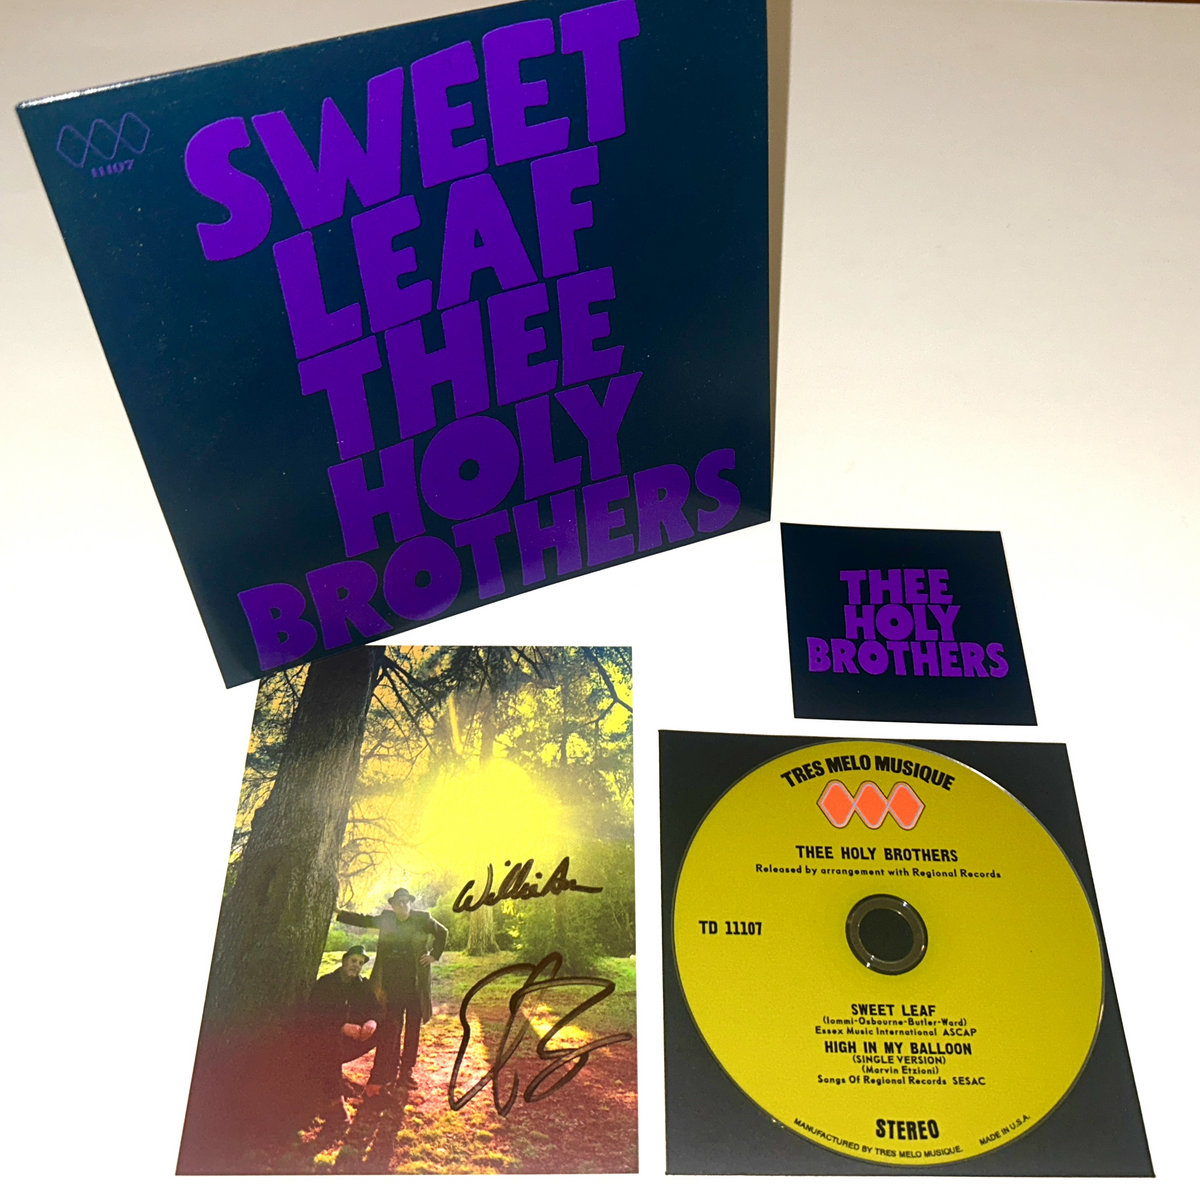 11107
SWEET
LEAF
THEE
HOLY
BROTHERS
THEE
HOLY
BROTHERS
TRES MELO MUSIQUE
THEE HOLY BROTHERS
Released by arrangement with Regional Records
TD 11107
SWEET LEAF
(Iommi-Osbourne-Butler-Ward)
Essex Music International ASCAP
HIGH IN MY BALLOON
(SINGLE VERSION)
(Marvin Etzioni)
Songs Of Regional Records SESAC
STEREO
MANUFACTURED BY TRES MELO MUSIQUE. MADE IN U.S.A.